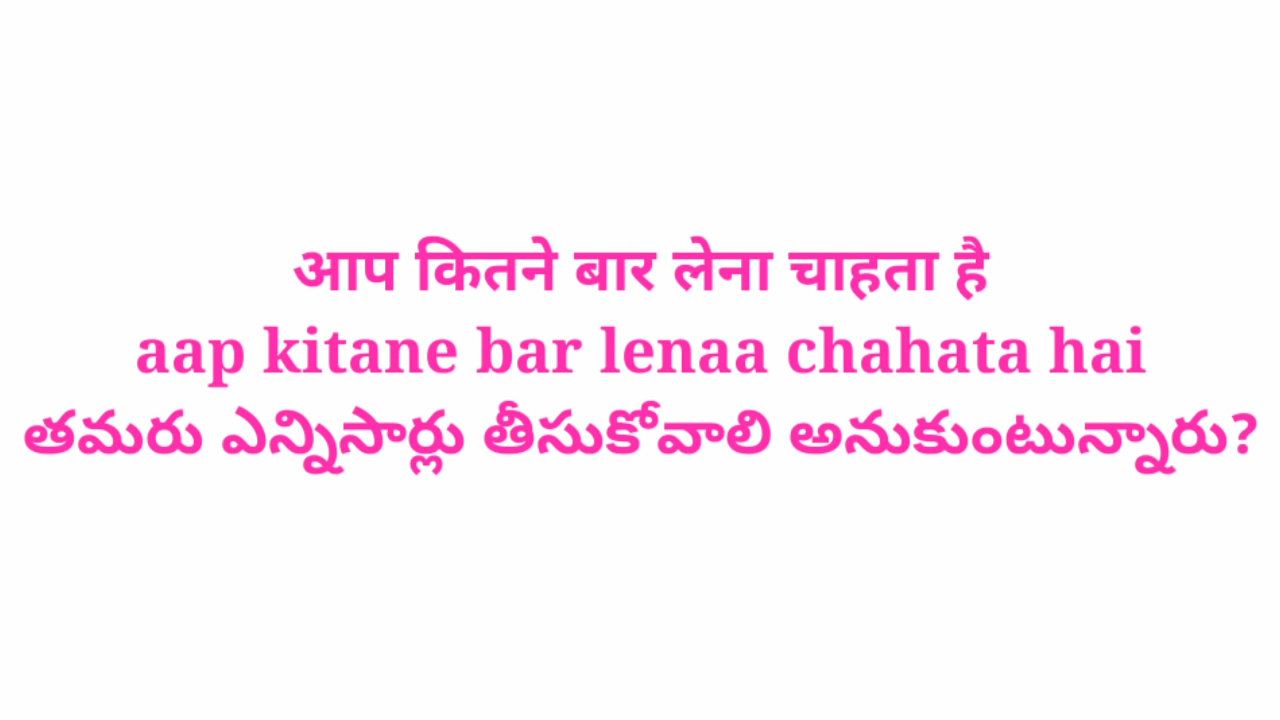 आप कितने बार लेना चाहता है
aap kitane bar lenaa chahata hai
తమరు ఎన్నిసార్లు తీసుకోవాలి అనుకుంటున్నారు?